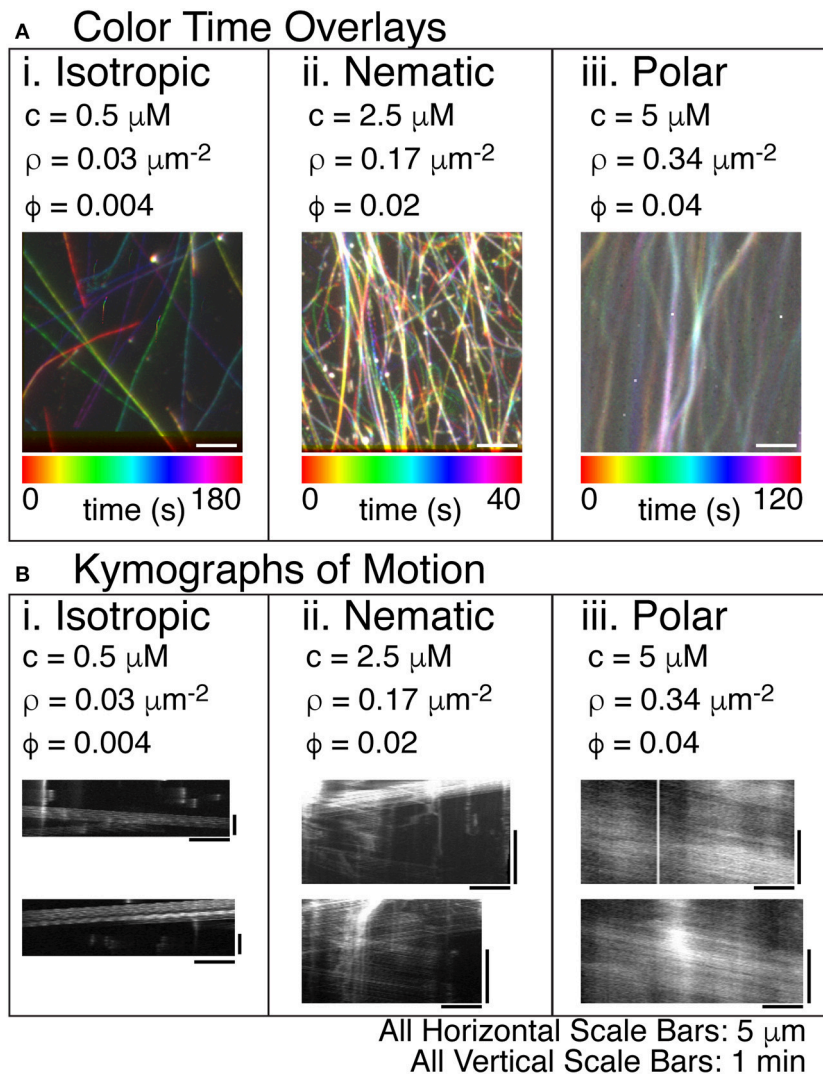 A Color Time Overlays
i. Isotropic
c = 0.5 μM
ρ = 0.03 μm-2
ϕ = 0.004
0 time (s) 180
ii. Nematic
c = 2.5 μM
ρ = 0.17 μm-2
ϕ = 0.02
0 time (s) 40
iii. Polar
c = 5 μM
ρ = 0.34 μm-2
ϕ = 0.04
0 time (s) 120
B Kymographs of Motion
i. Isotropic
c = 0.5 μM
ρ = 0.03 μm-2
ϕ = 0.004
ii. Nematic
c = 2.5 μM
ρ = 0.17 μm-2
ϕ = 0.02
iii. Polar
c = 5 μM
ρ = 0.34 μm-2
ϕ = 0.04
All Horizontal Scale Bars: 5 μm
All Vertical Scale Bars: 1 min